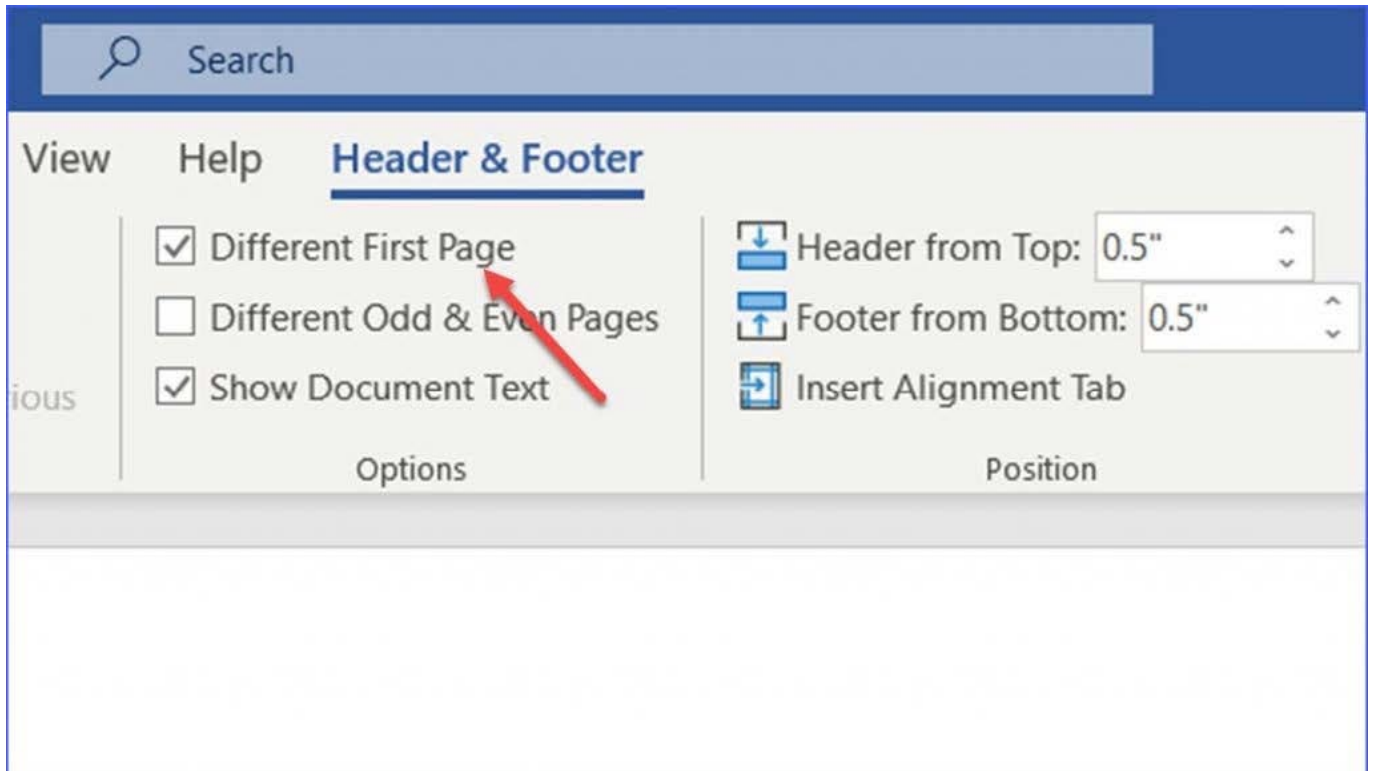 Search
View Help Header & Footer
Different First Page
Different Odd & Even Pages
Show Document Text
ious
Options
Header from Top: 0.5"
Footer from Bottom: 0.5"
Insert Alignment Tab
Position